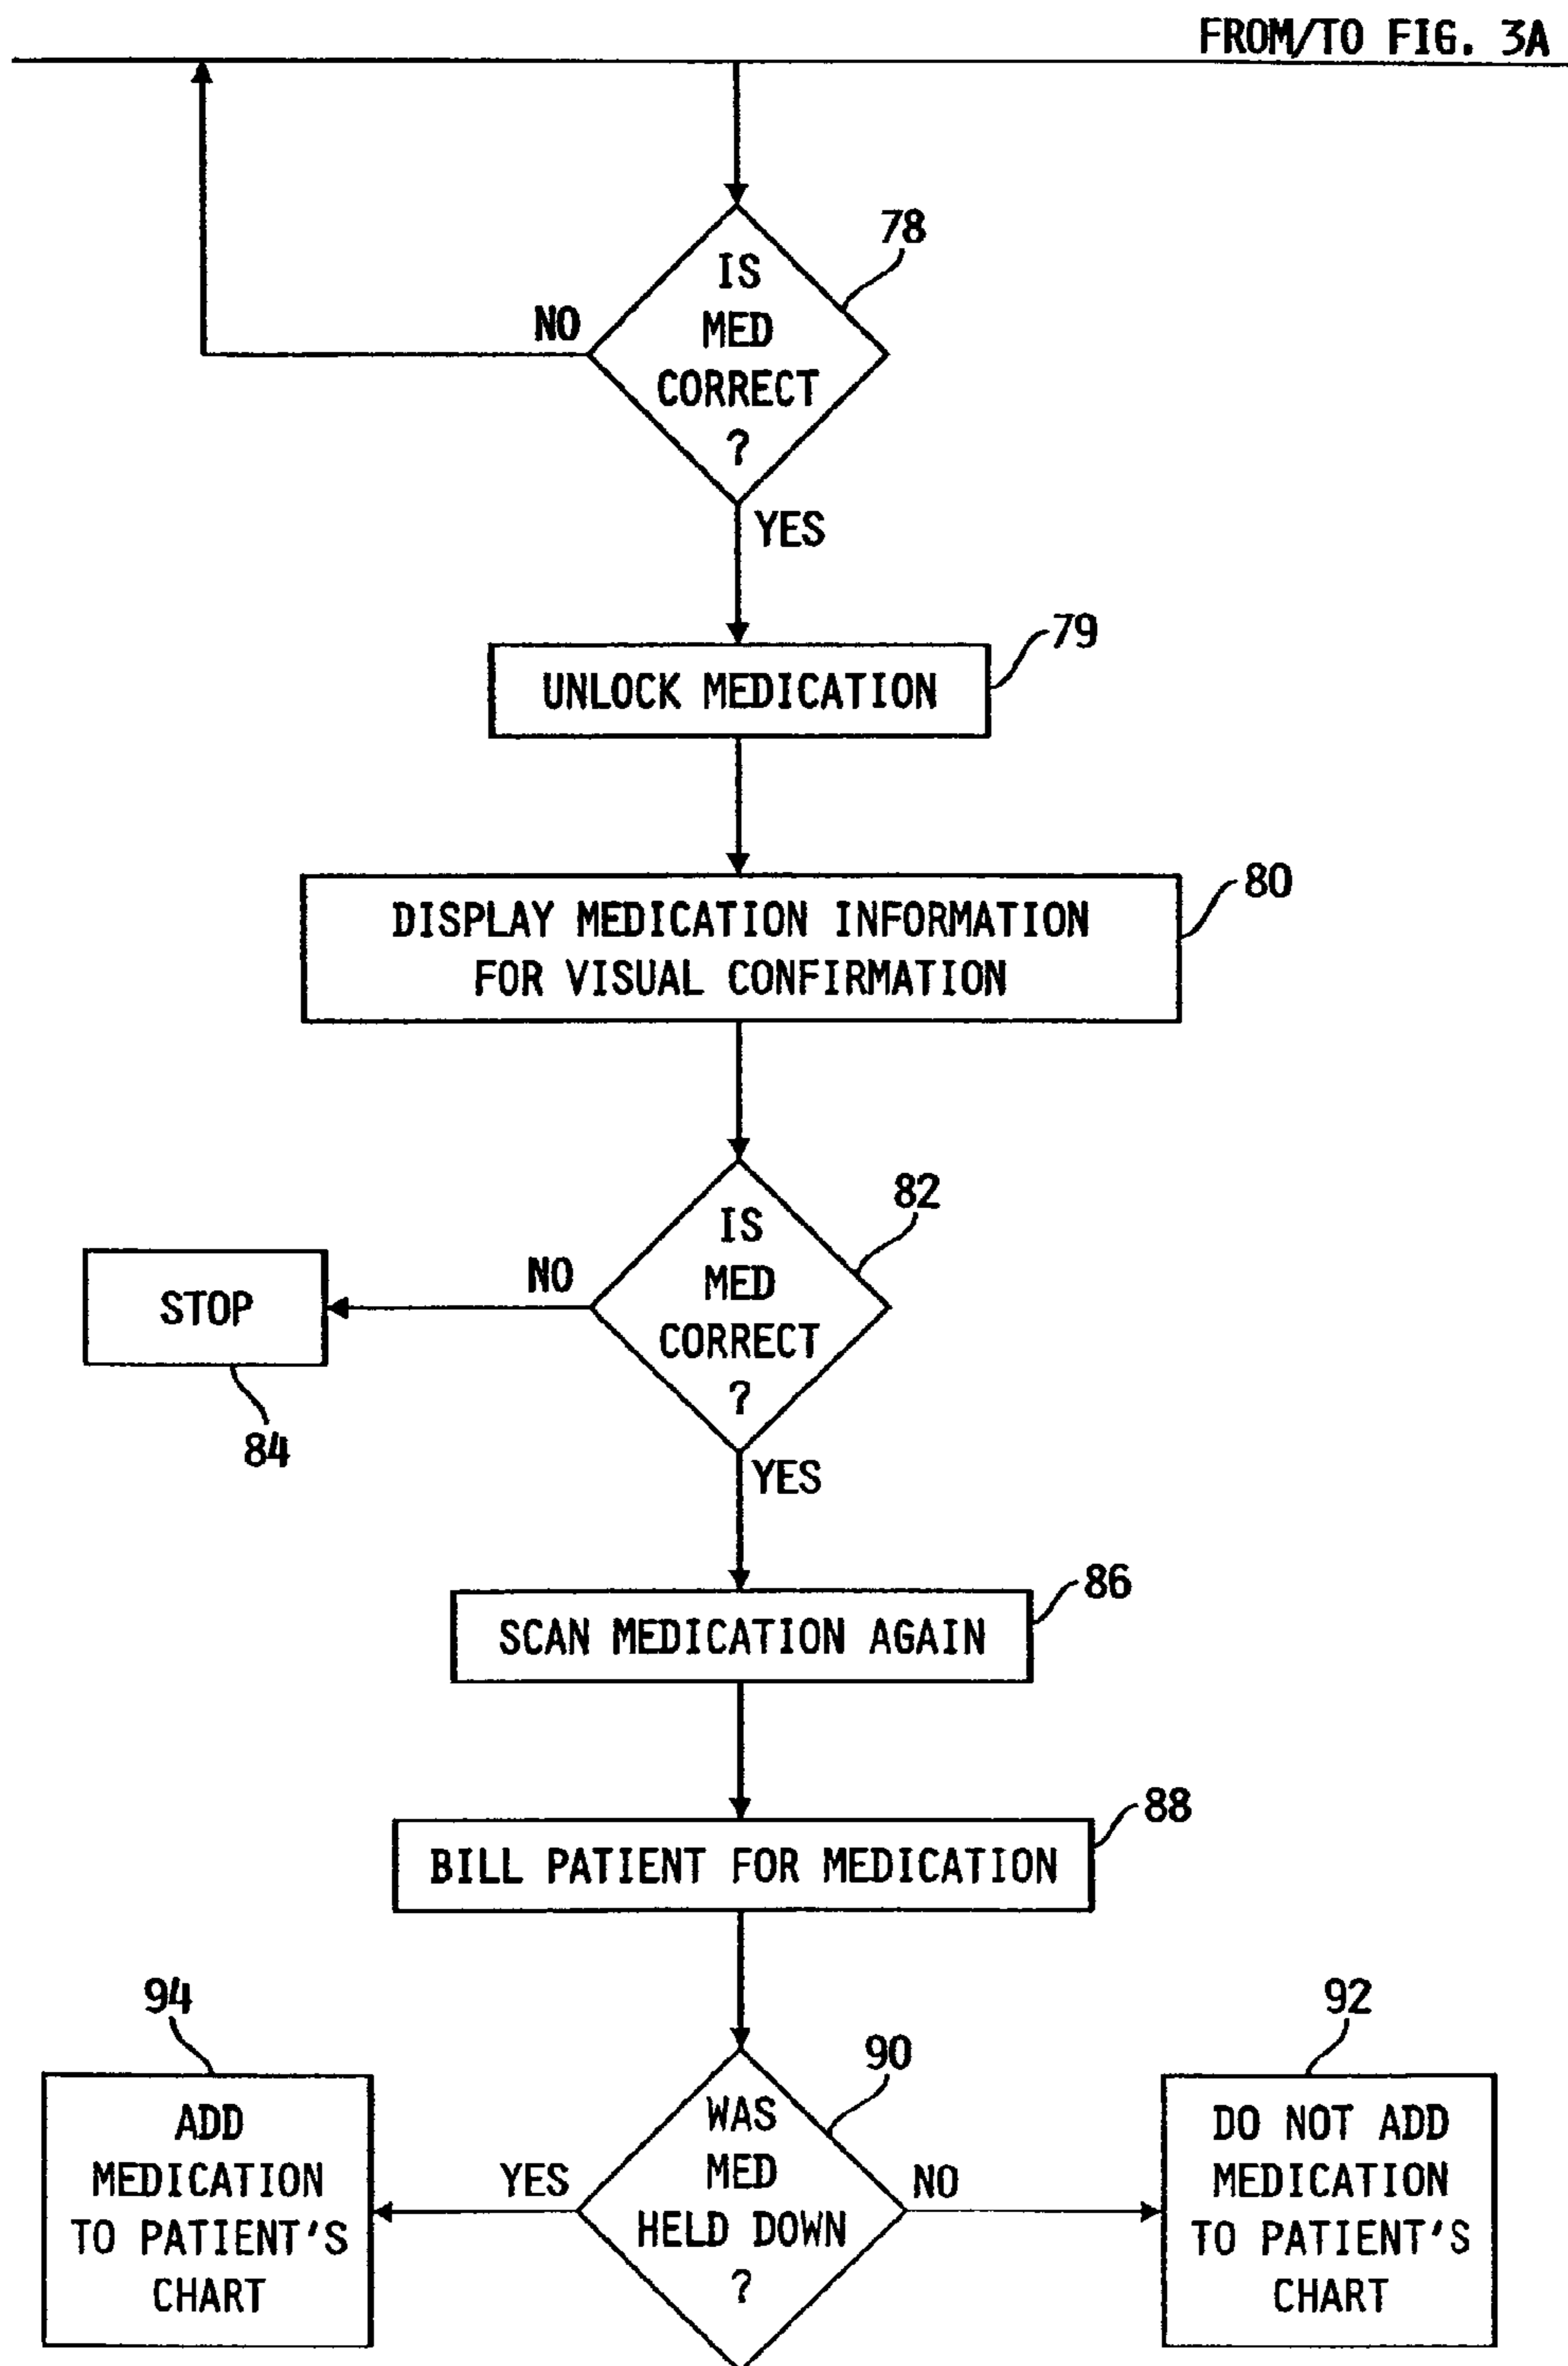 FROM/TO FIG. 3A
78
IS
MED
CORRECT
?
NO
YES
79
UNLOCK MEDICATION
80
DISPLAY MEDICATION INFORMATION
FOR VISUAL CONFIRMATION
82
IS
MED
CORRECT
?
NO
STOP
84
YES
86
SCAN MEDICATION AGAIN
88
BILL PATIENT FOR MEDICATION
94
90
92
ADD
MEDICATION
TO PATIENT'S
CHART
YES
WAS
MED
HELD DOWN
?
NO
DO NOT ADD
MEDICATION
TO PATIENT'S
CHART